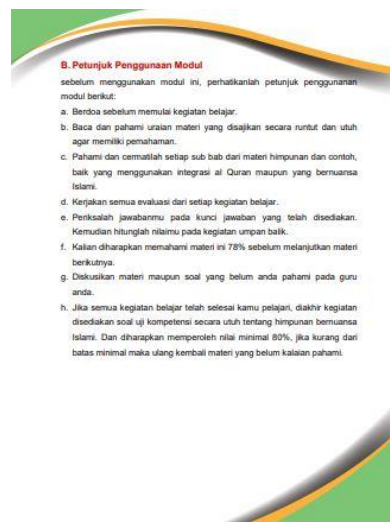 B. Petunjuk Penggunaan Modul
sebelum menggunakan modul ini, perhatikanlah petunjuk penggunanan
modul berikut:
a. Berdoa sebelum memulai kegiatan belajar.
b. Baca dan pahami uraian materi yang disajikan secara runtut dan utuh
agar memiliki pemahaman.
c. Pahami dan cermatilah setiap sub bab dari materi himpunan dan contoh,
baik yang menggunakan integrasi al Quran maupun yang bernuansa
Islami.
d. Kerjakan semua evaluasi dari setiap kegiatan belajar.
e. Periksalah jawabanmu pada kunci jawaban yang telah disediakan.
Kemudian hitunglah nilaimu pada kegiatan umpan balik.
f. Kalian diharapkan memahami materi ini 78% sebelum melanjutkan materi
berikutnya.
g. Diskusikan materi maupun soal yang belum anda pahami pada guru
anda.
h. Jika semua kegiatan belajar telah selesai kamu pelajari, diakhir kegiatan
disediakan soal uji kompetensi secara utuh tentang himpunan bernuansa
Islami. Dan diharapkan memperoleh nilai minimal 80%, jika kurang dari
batas minimal maka ulang kembali materi yang belum kalaian pahami.